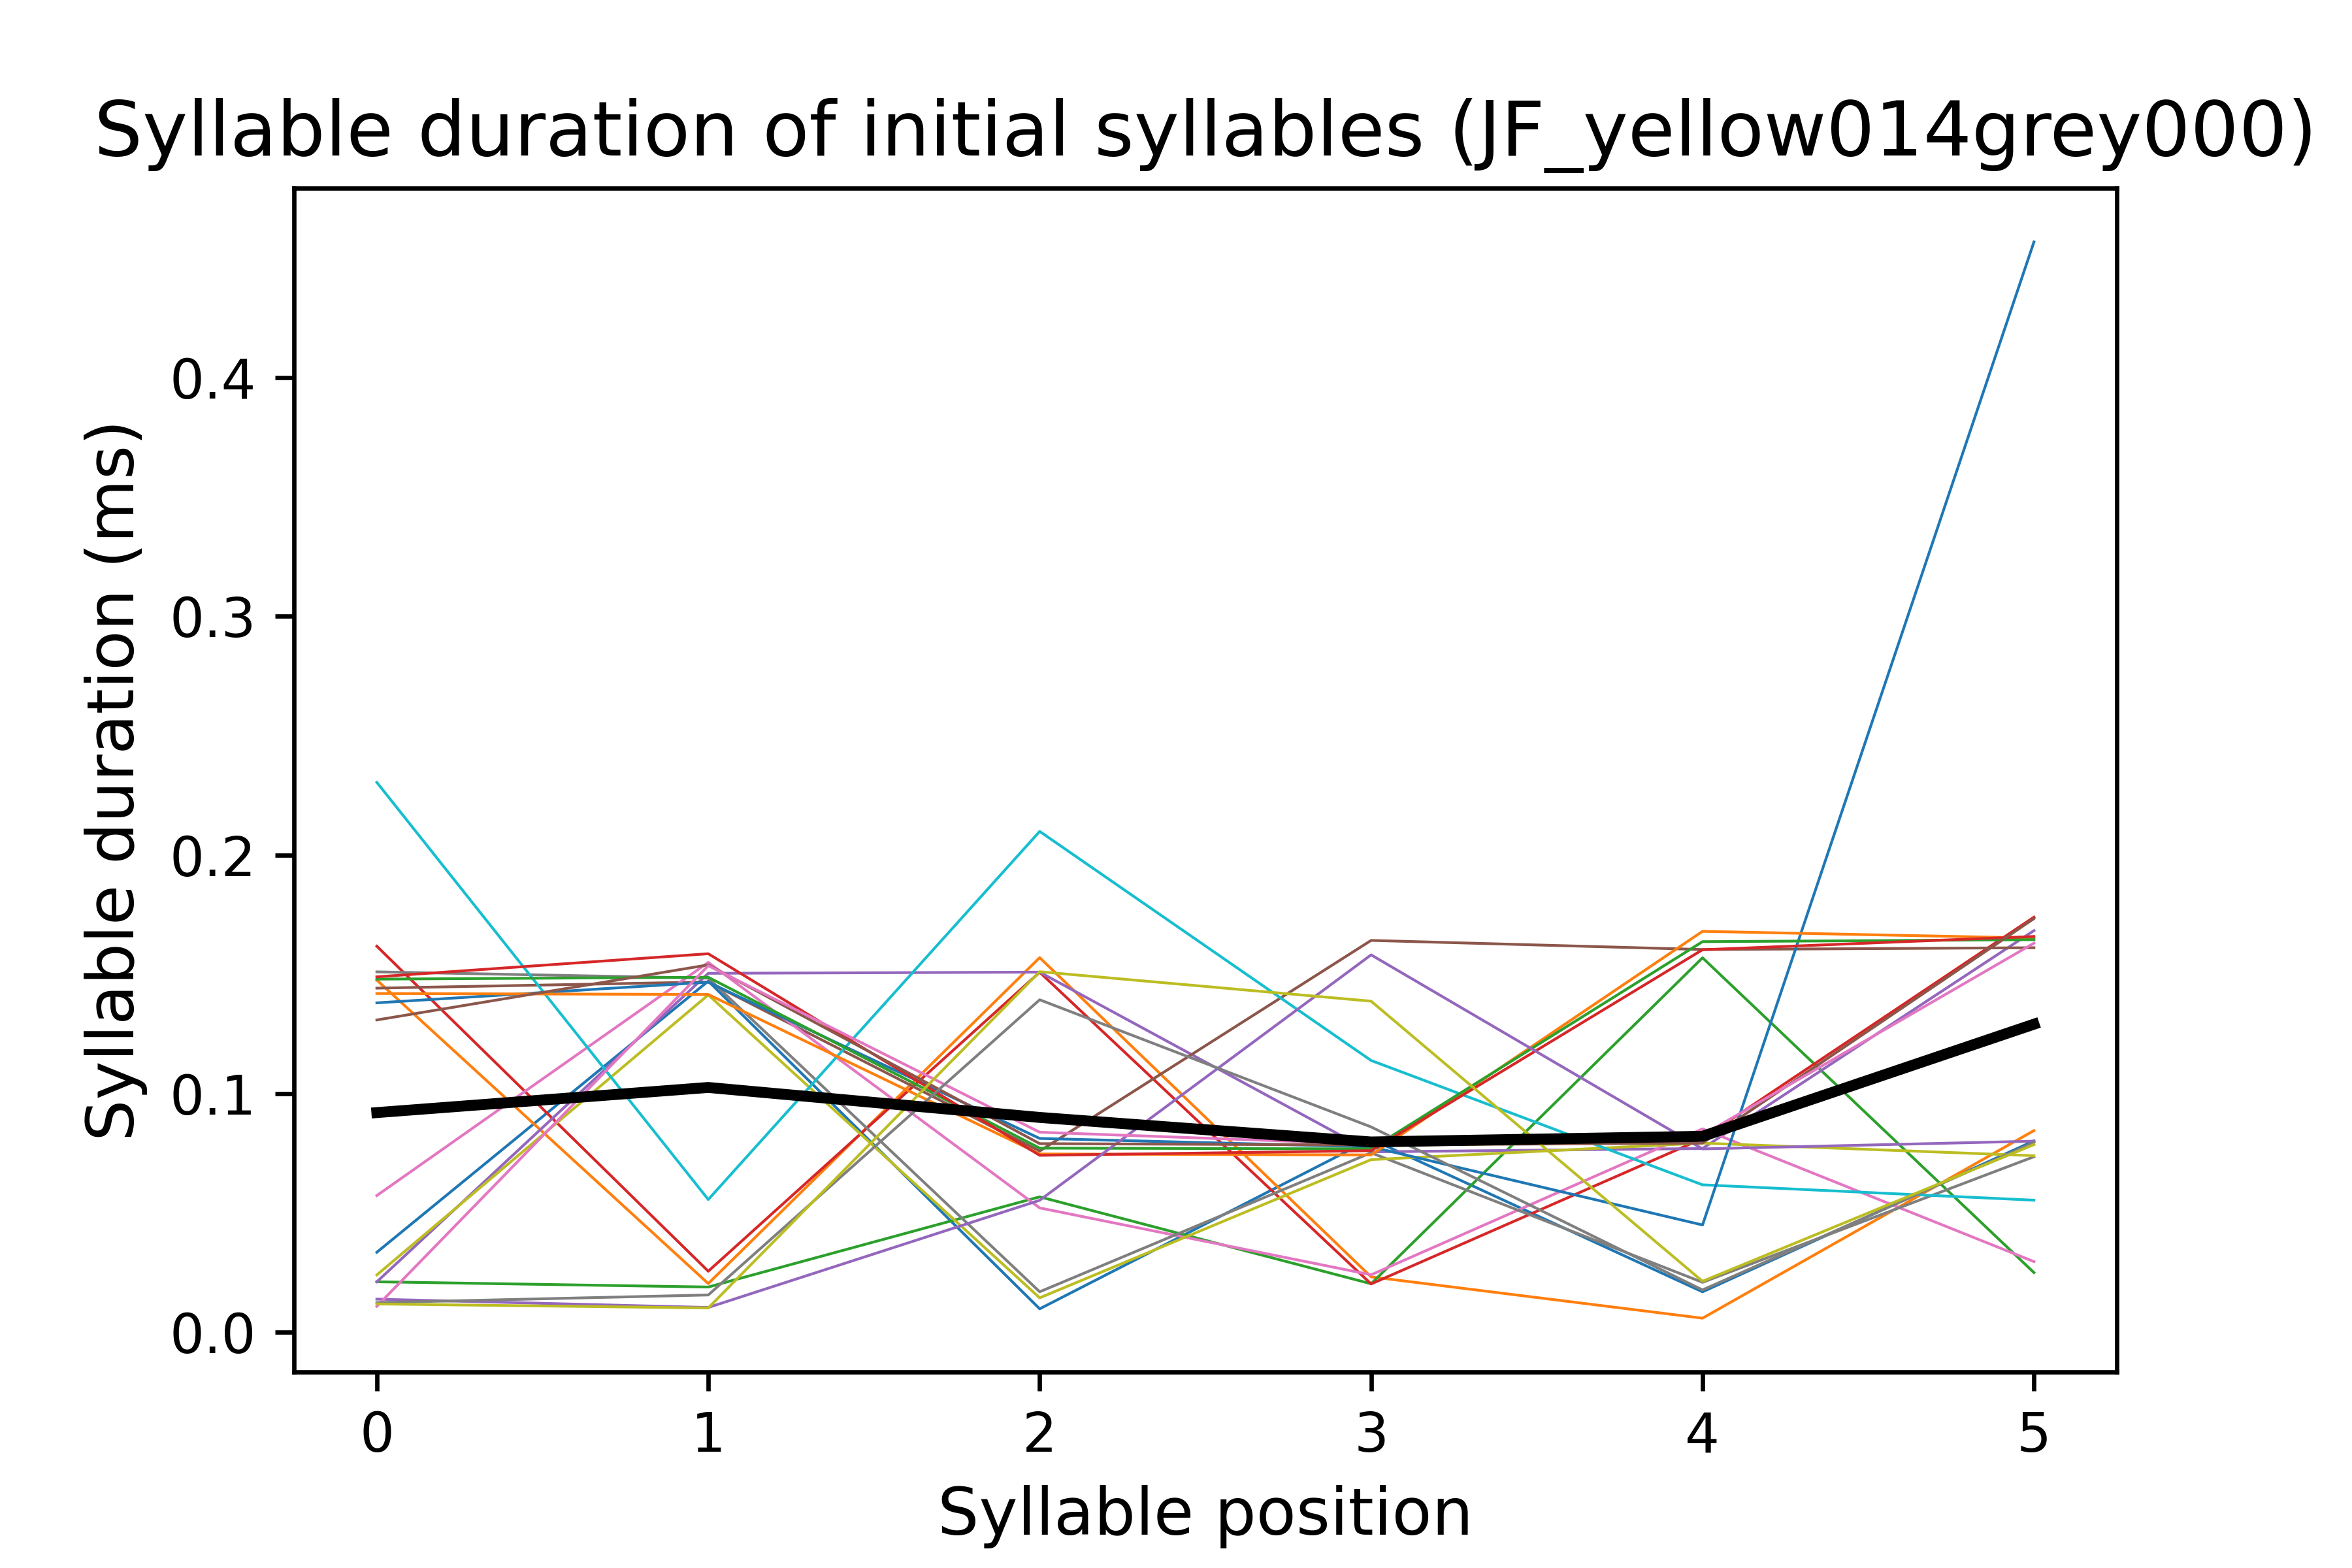 Syllable duration of initial syllables (JF_yellow014grey000)
Syllable duration (ms)
0.4
0.3
0.2
0.1
0.0
0 1 2 3 4 5
Syllable position